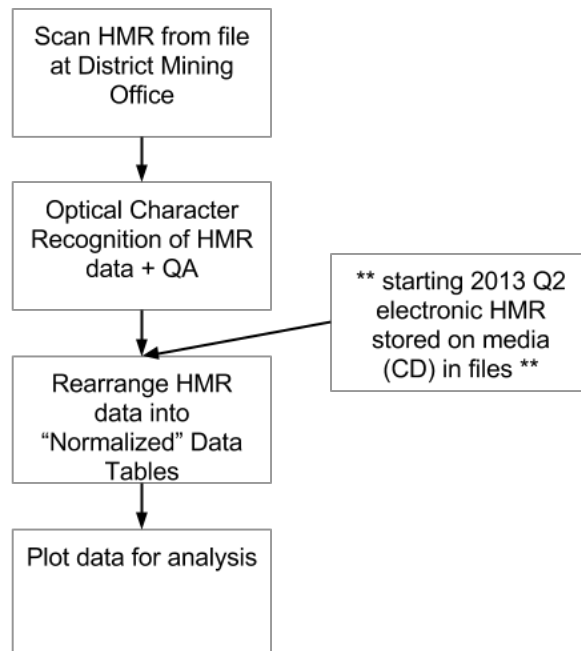 Scan HMR from file
at District Mining
Office
Optical Character
Recognition of HMR
data + QA
** starting 2013 Q2
electronic HMR
stored on media
(CD) in files **
Rearrange HMR
data into
“Normalized” Data
Tables
Plot data for analysis